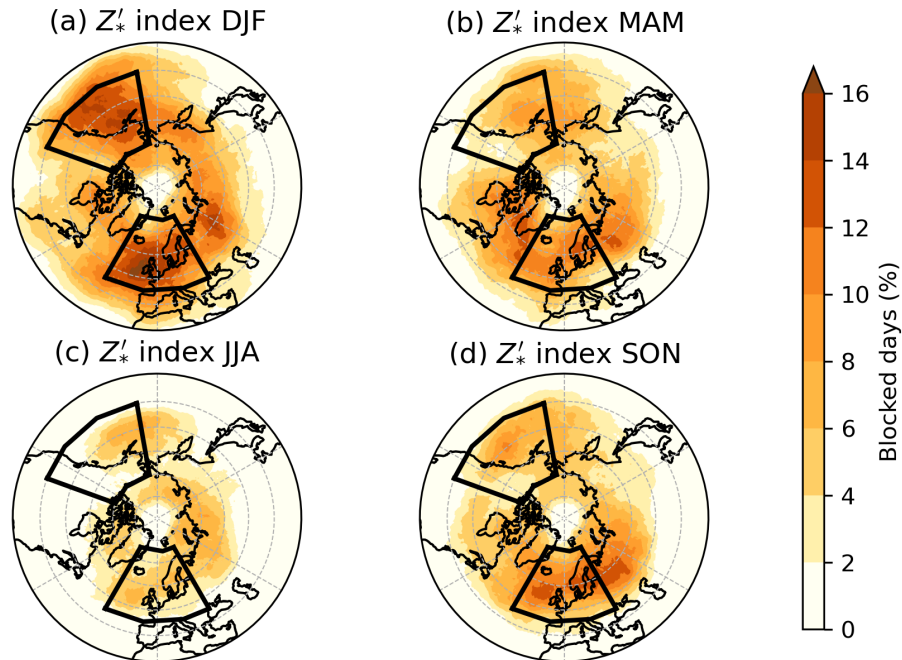 (a) Z′* index DJF
(b) Z′* index MAM
(c) Z′* index JJA
(d) Z′* index SON
16
14
12
10
8
6
4
2
0
Blocked days (%)